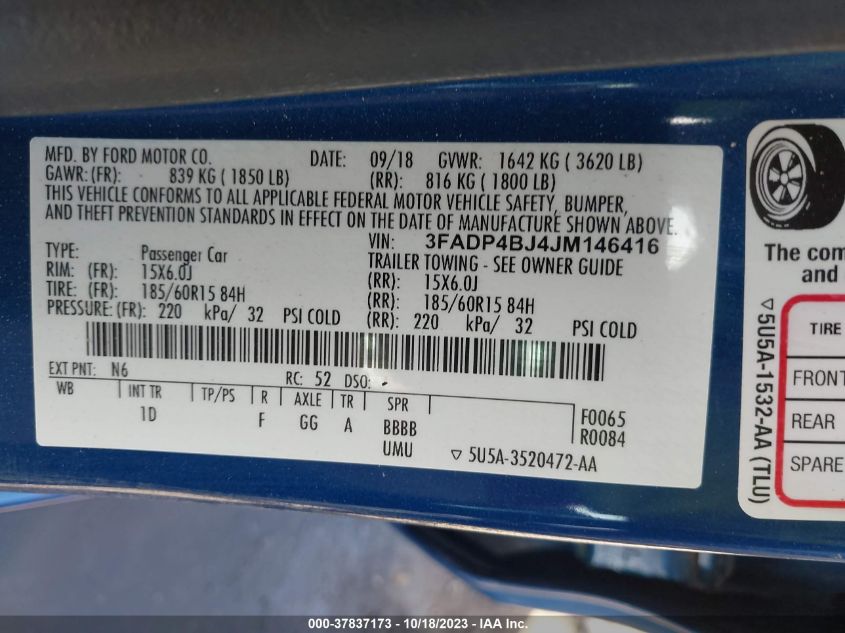 MFD. BY FORD MOTOR CO. DATE: 09/18 GVWR: 1642 KG ( 3620 LB)
GAWR: (FR): 839 KG ( 1850 LB) (RR): 816 KG ( 1800 LB)
THIS VEHICLE CONFORMS TO ALL APPLICABLE FEDERAL MOTOR VEHICLE SAFETY, BUMPER,
AND THEFT PREVENTION STANDARDS IN EFFECT ON THE DATE OF MANUFACTURE SHOWN ABOVE.
VIN: 3FADP4BJ4JM146416
TYPE: Passenger Car TRAILER TOWING - SEE OWNER GUIDE
RIM: (FR): 15X6.0J (RR): 15X6.0J
TIRE: (FR): 185/60R15 84H (RR): 185/60R15 84H
PRESSURE: (FR): 220 kPa/ 32 PSI COLD (RR): 220 kPa/ 32 PSI COLD
EXT PNT: N6 RC: 52 DSO:
WB INT TR TP/PS R AXLE TR SPR F0065
1D F GG A BBBB R0084
UMU ▽ 5U5A-3520472-AA
The com
and
▽5U5A-1532-AA (TLU)
TIRE
FRONT
REAR
SPARE
000-37837173 - 10/18/2023 - IAA Inc.